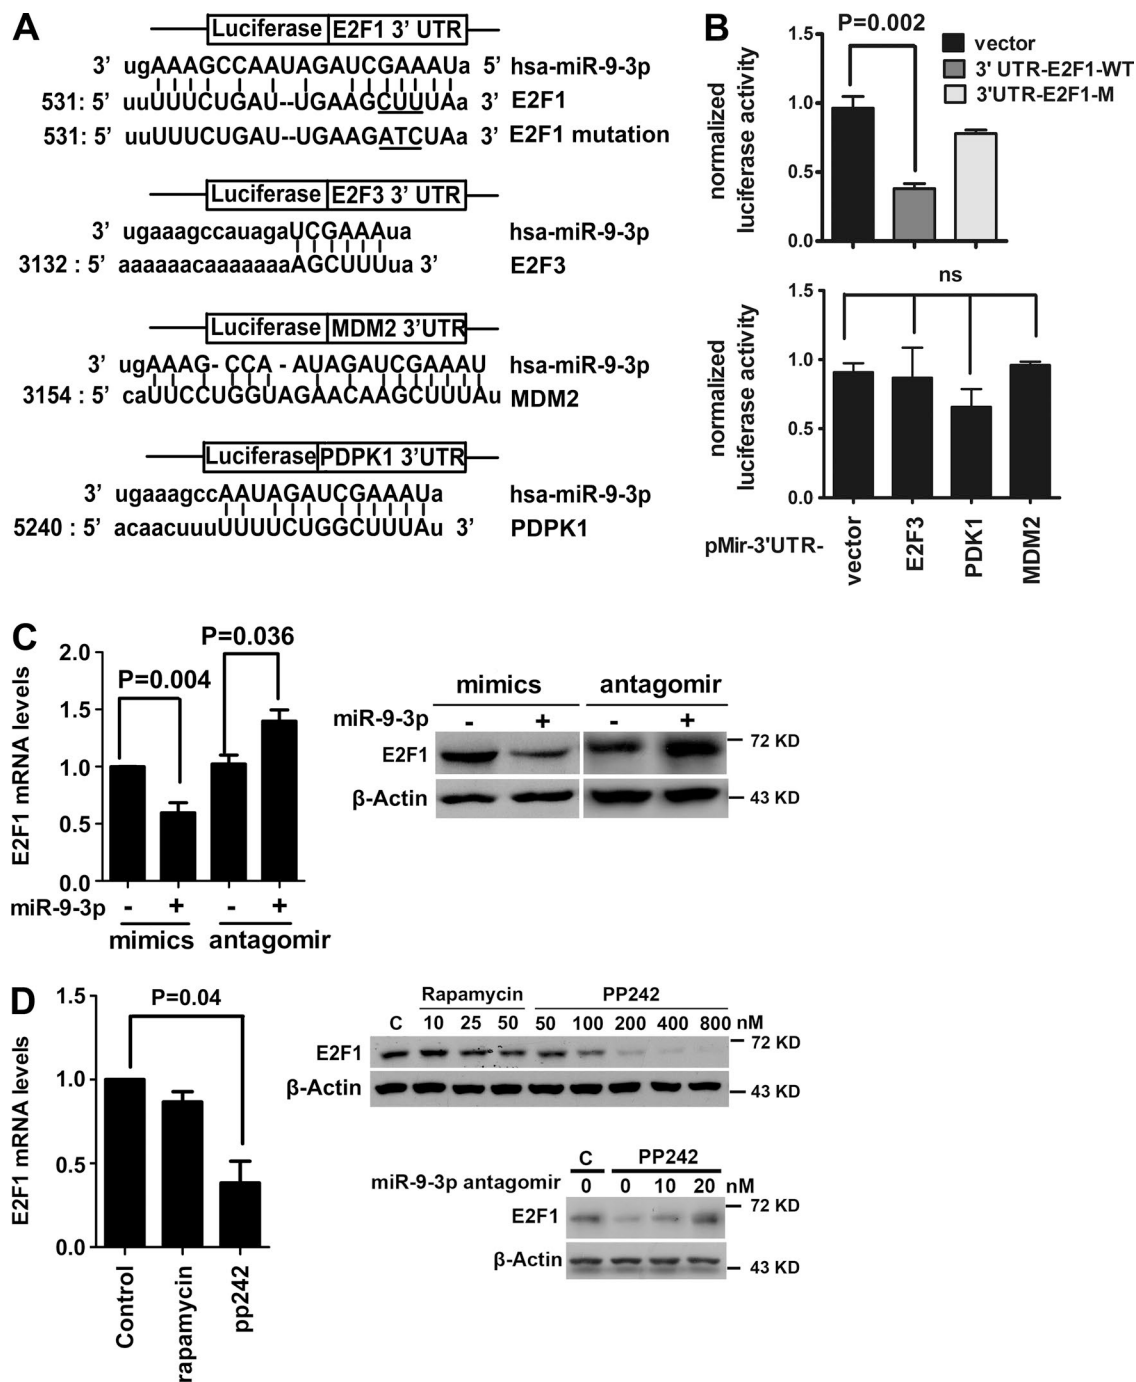 A
Luciferase E2F1 3' UTR
3' ugAAAGCCAAUAGAUCGAAAUa 5' hsa-miR-9-3p
531: 5' uuUUUCUGAU--UGAAGCUUUAa 3' E2F1
531: 5' uuUUUCUGAU--UGAAGATCUAa 3' E2F1 mutation
Luciferase E2F3 3' UTR
3' ugaaagccauagaUCGAAAua hsa-miR-9-3p
3132 : 5' aaaaaacaaaaaaaAGCUUUua 3' E2F3
Luciferase MDM2 3'UTR
3' ugAAAG- CCA - AUAGAUCGAAAU hsa-miR-9-3p
3154 : 5' caUUCCUGGUAGAACAAGCUUUAu MDM2
Luciferase PDPK1 3'UTR
3' ugaaagccAAUAGAUCGAAAUa hsa-miR-9-3p
5240 : 5' acaacuuuUUUUCUGGCUUUAu 3' PDPK1
B
P=0.002
vector
3' UTR-E2F1-WT
3'UTR-E2F1-M
normalized
luciferase activity
1.5
1.0
0.5
0.0
ns
normalized
luciferase activity
1.5
1.0
0.5
0.0
pMir-3'UTR-
vector
E2F3
PDK1
MDM2
C
P=0.004
P=0.036
E2F1 mRNA levels
2.0
1.5
1.0
0.5
0.0
miR-9-3p - + - +
mimics antagomir
mimics antagomir
miR-9-3p - + - +
E2F1
72 KD
β-Actin
43 KD
D
P=0.04
E2F1 mRNA levels
1.5
1.0
0.5
0.0
Control
rapamycin
pp242
Rapamycin PP242
C 10 25 50 50 100 200 400 800 nM
E2F1
72 KD
β-Actin
43 KD
C PP242
miR-9-3p antagomir 0 0 10 20 nM
E2F1
72 KD
β-Actin
43 KD